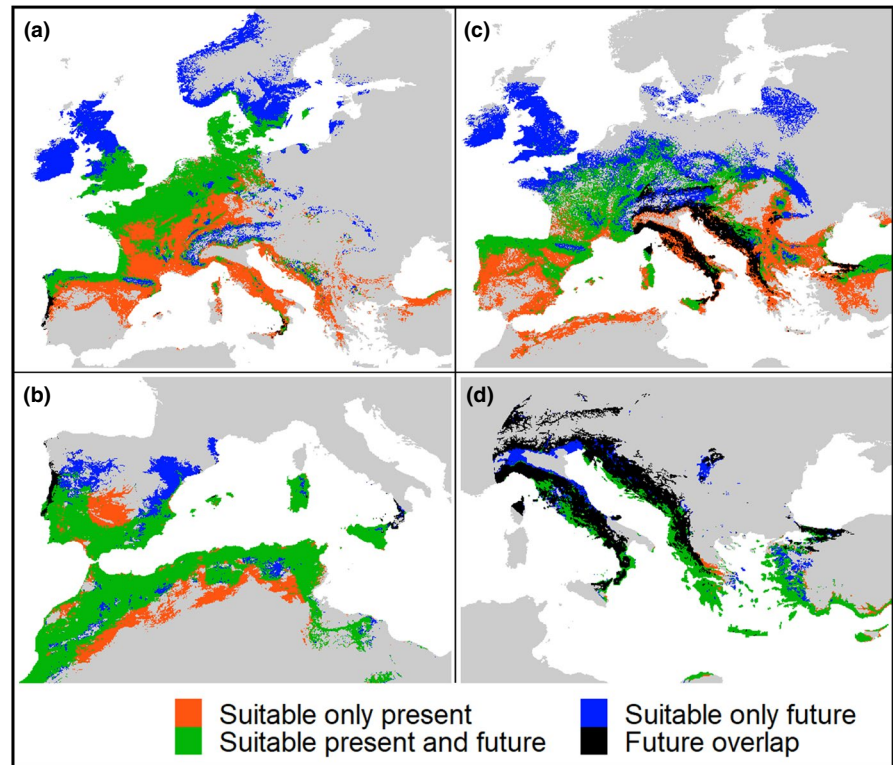 (a)
(c)
(b)
(d)
Suitable only present
Suitable only future
Suitable present and future
Future overlap